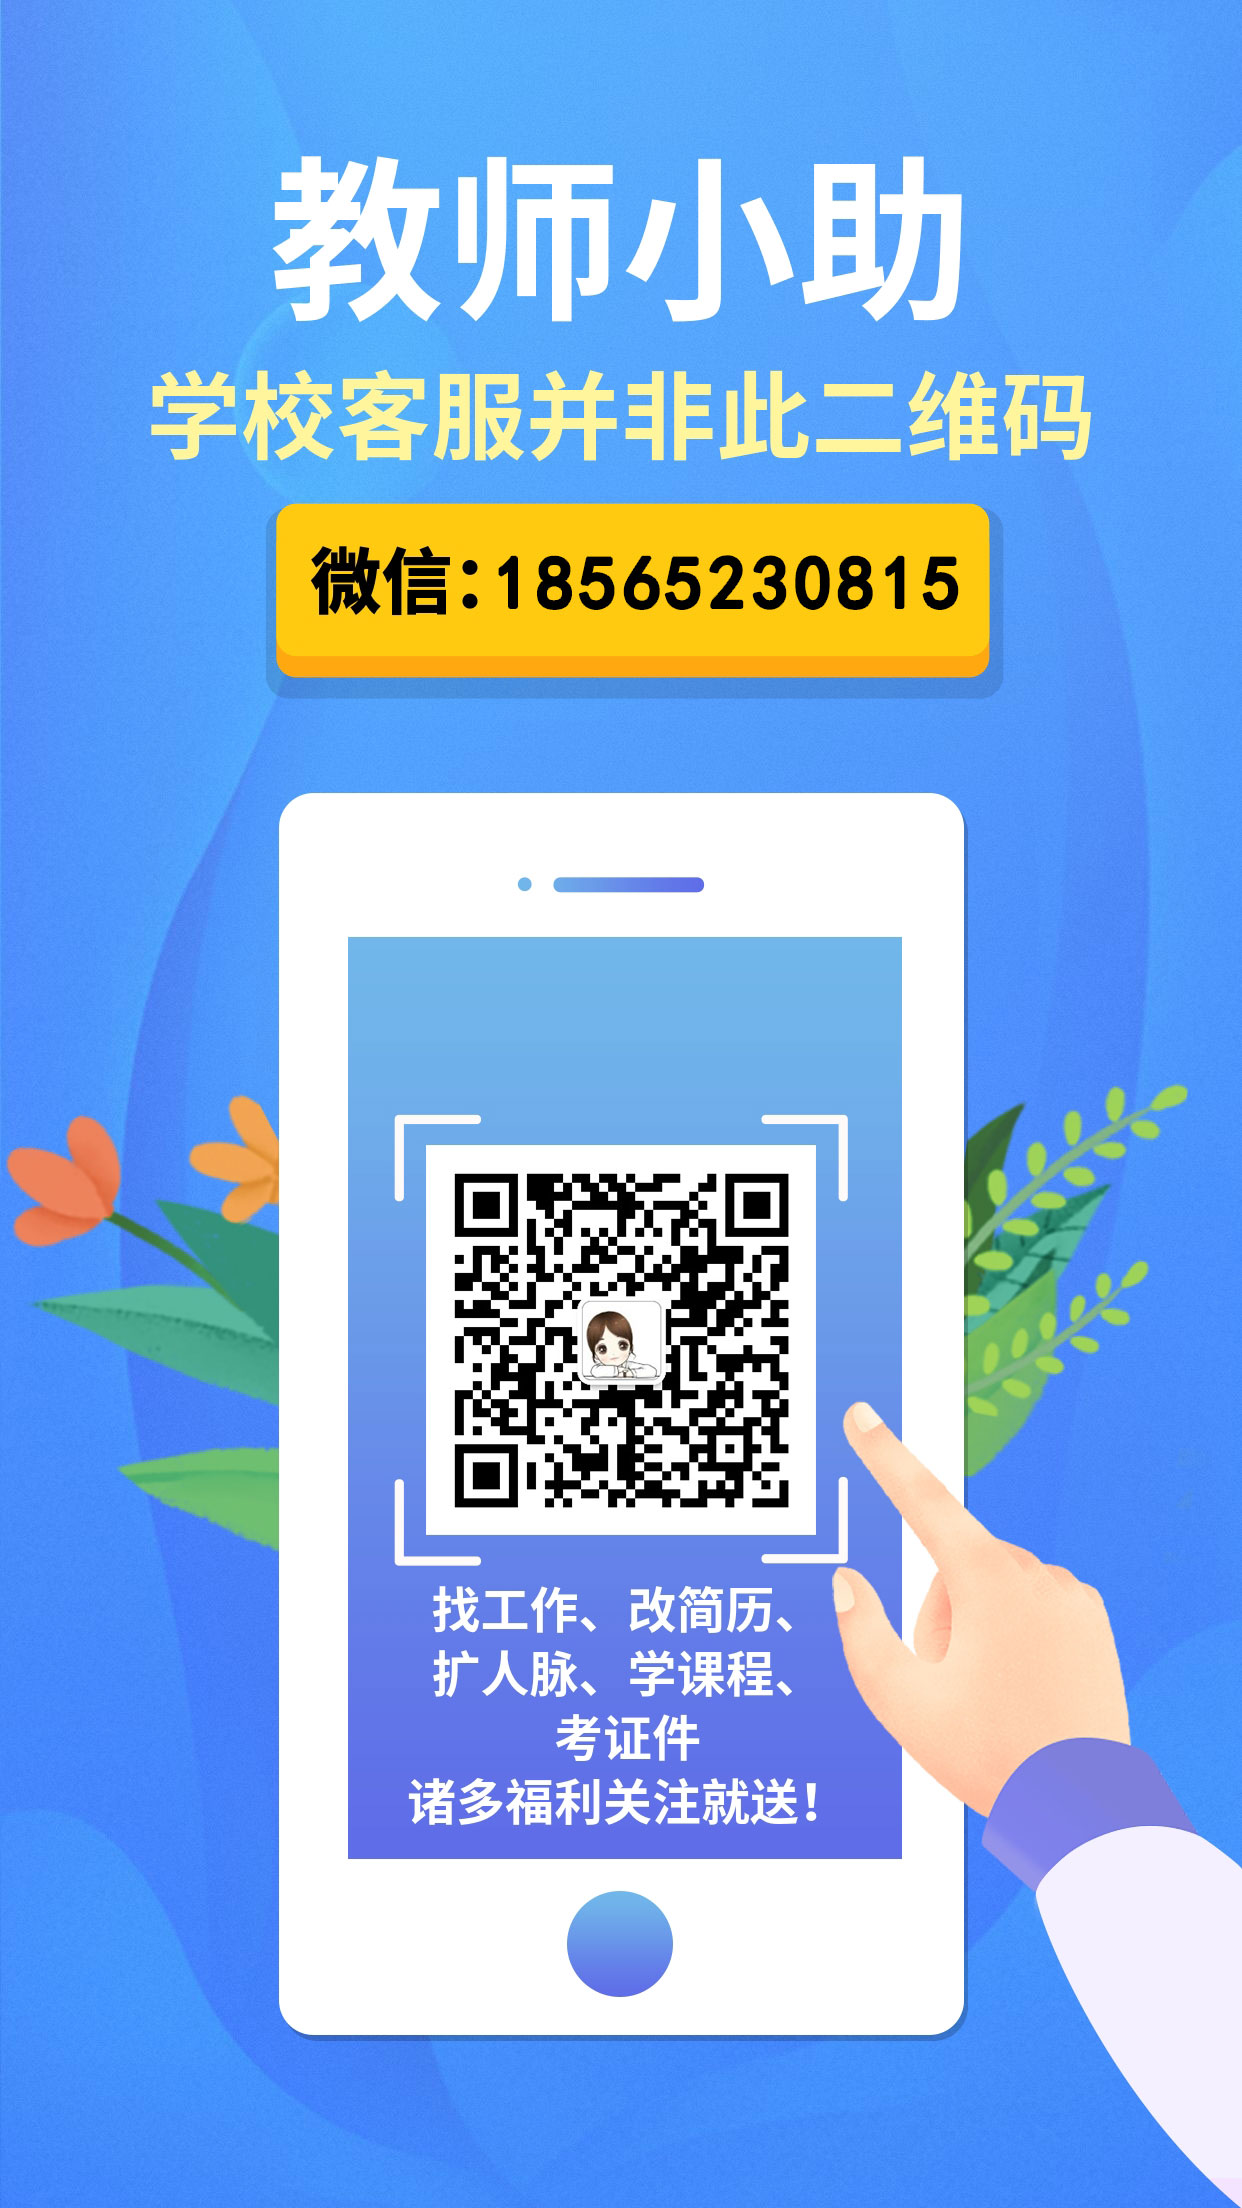 教师小助
学校客服并非此二维码
微信:18565230815
找工作、改简历、
扩人脉、学课程、
考证件
诸多福利关注就送!